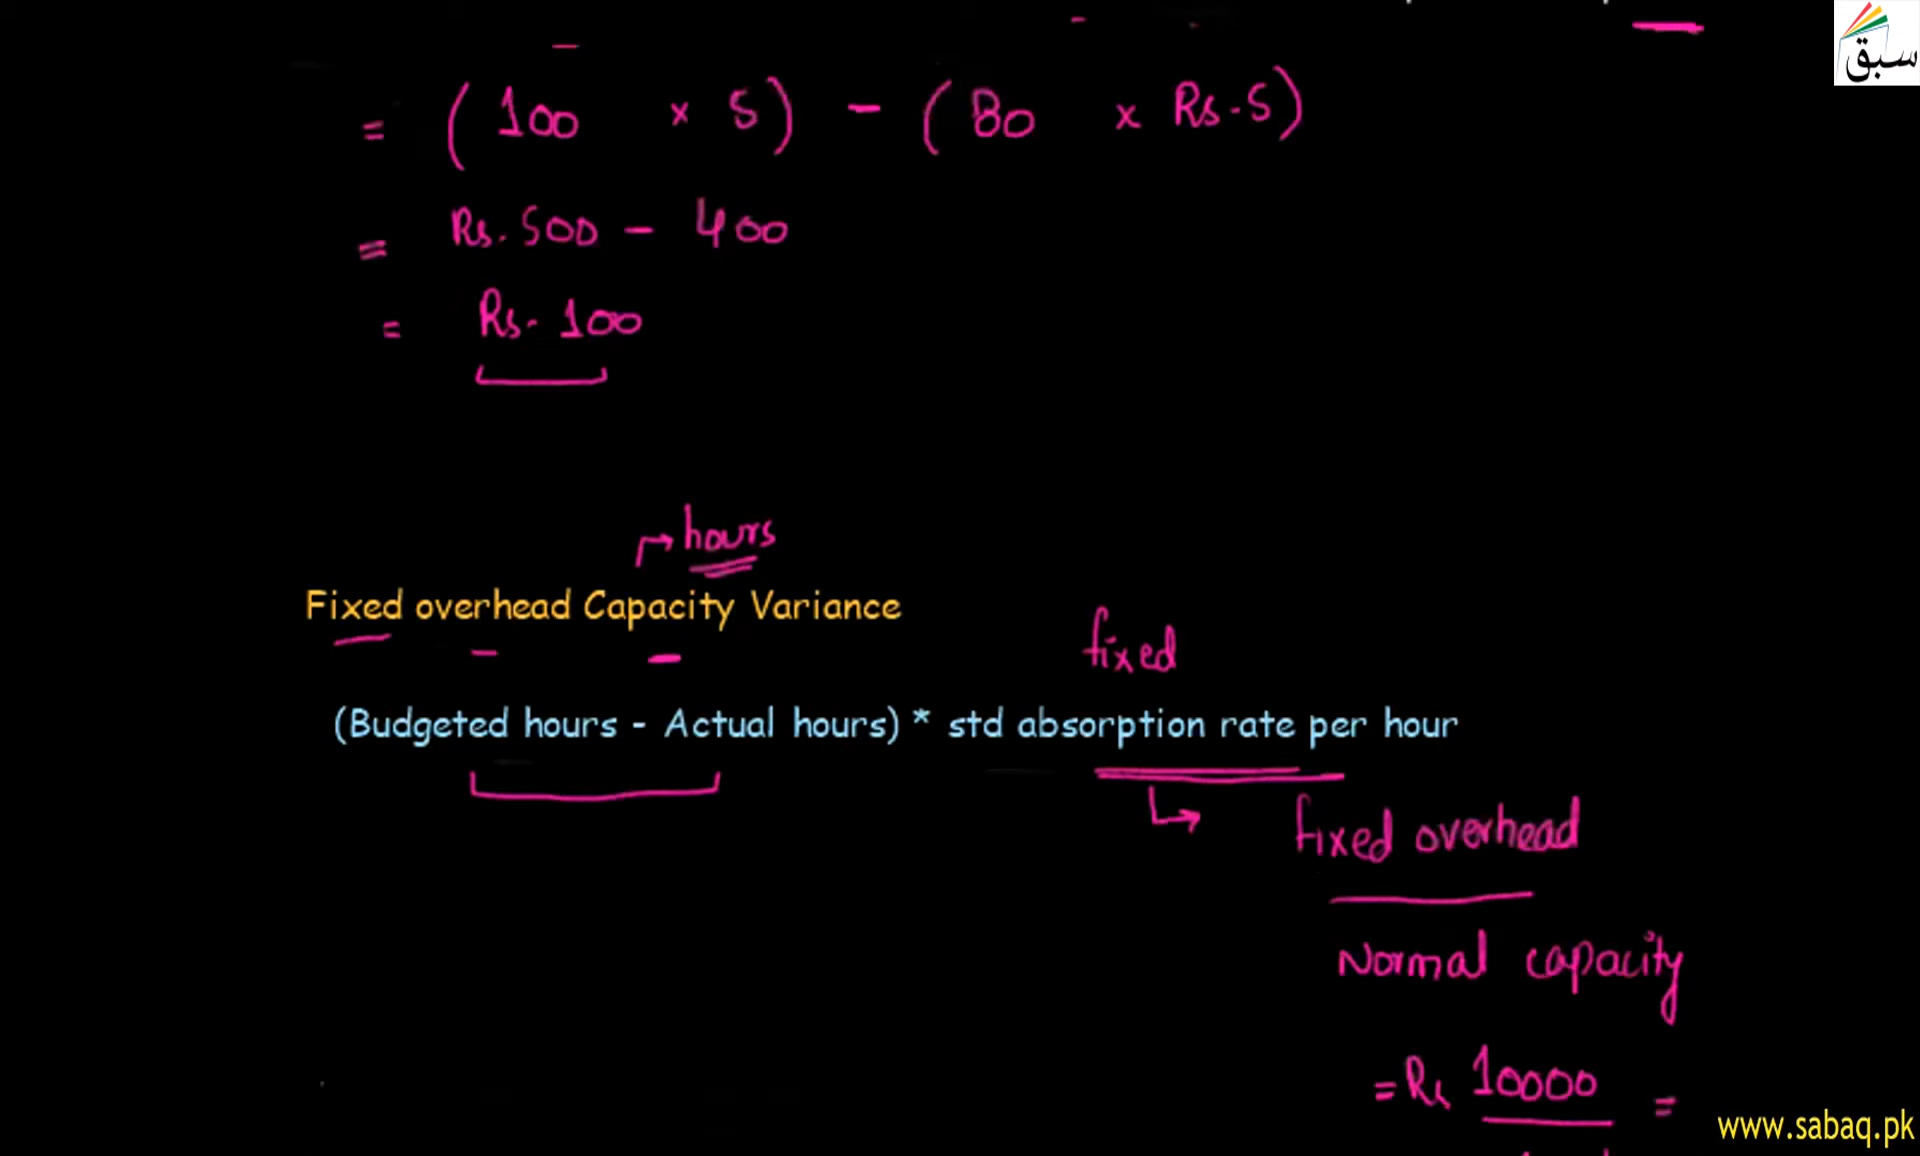 سبق
= (100 × 5) - (80 × Rs-5)
= Rs. 500 - 400
= Rs- 100
hours
Fixed overhead Capacity Variance
fixed
(Budgeted hours - Actual hours) * std absorption rate per hour
fixed overhead
Normal capacity
= Rs 10000 =
www.sabaq.pk